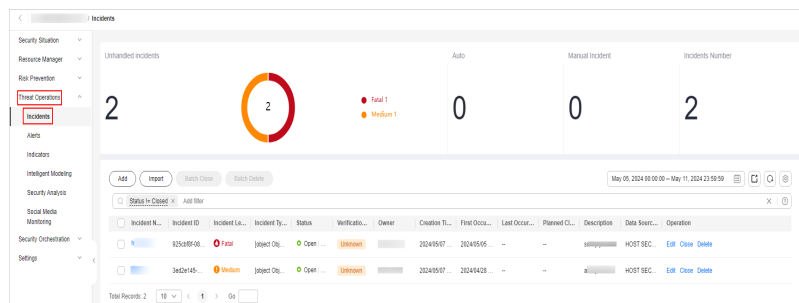 / Incidents
Security Situation
Resource Manager
Risk Prevention
Threat Operations
Incidents
Alerts
Indicators
Intelligent Modeling
Security Analysis
Social Media
Monitoring
Security Orchestration
Settings
Unhandled incidents Auto Manual Incident Incidents Number
2 2 Fatal 1 0 0 2
Medium 1
Add Import Batch Close Batch Delete May 05, 2024 00:00:00 – May 11, 2024 23:59:59
Status != Closed × Add filter
Incident N... Incident ID Incident Le... Incident Ty... Status Verificatio... Owner Creation Ti... First Occu... Last Occur... Planned Cl... Description Data Sourc... Operation
925cbf8f-08... Fatal [object Obj... Open | ... Unknown 2024/05/07 ... 2024/05/05 ... -- -- HOST SEC... Edit Close Delete
3ed2e145-... Medium [object Obj... Open | ... Unknown 2024/05/07 ... 2024/04/28 ... -- -- HOST SEC... Edit Close Delete
Total Records: 2 10 < 1 > Go